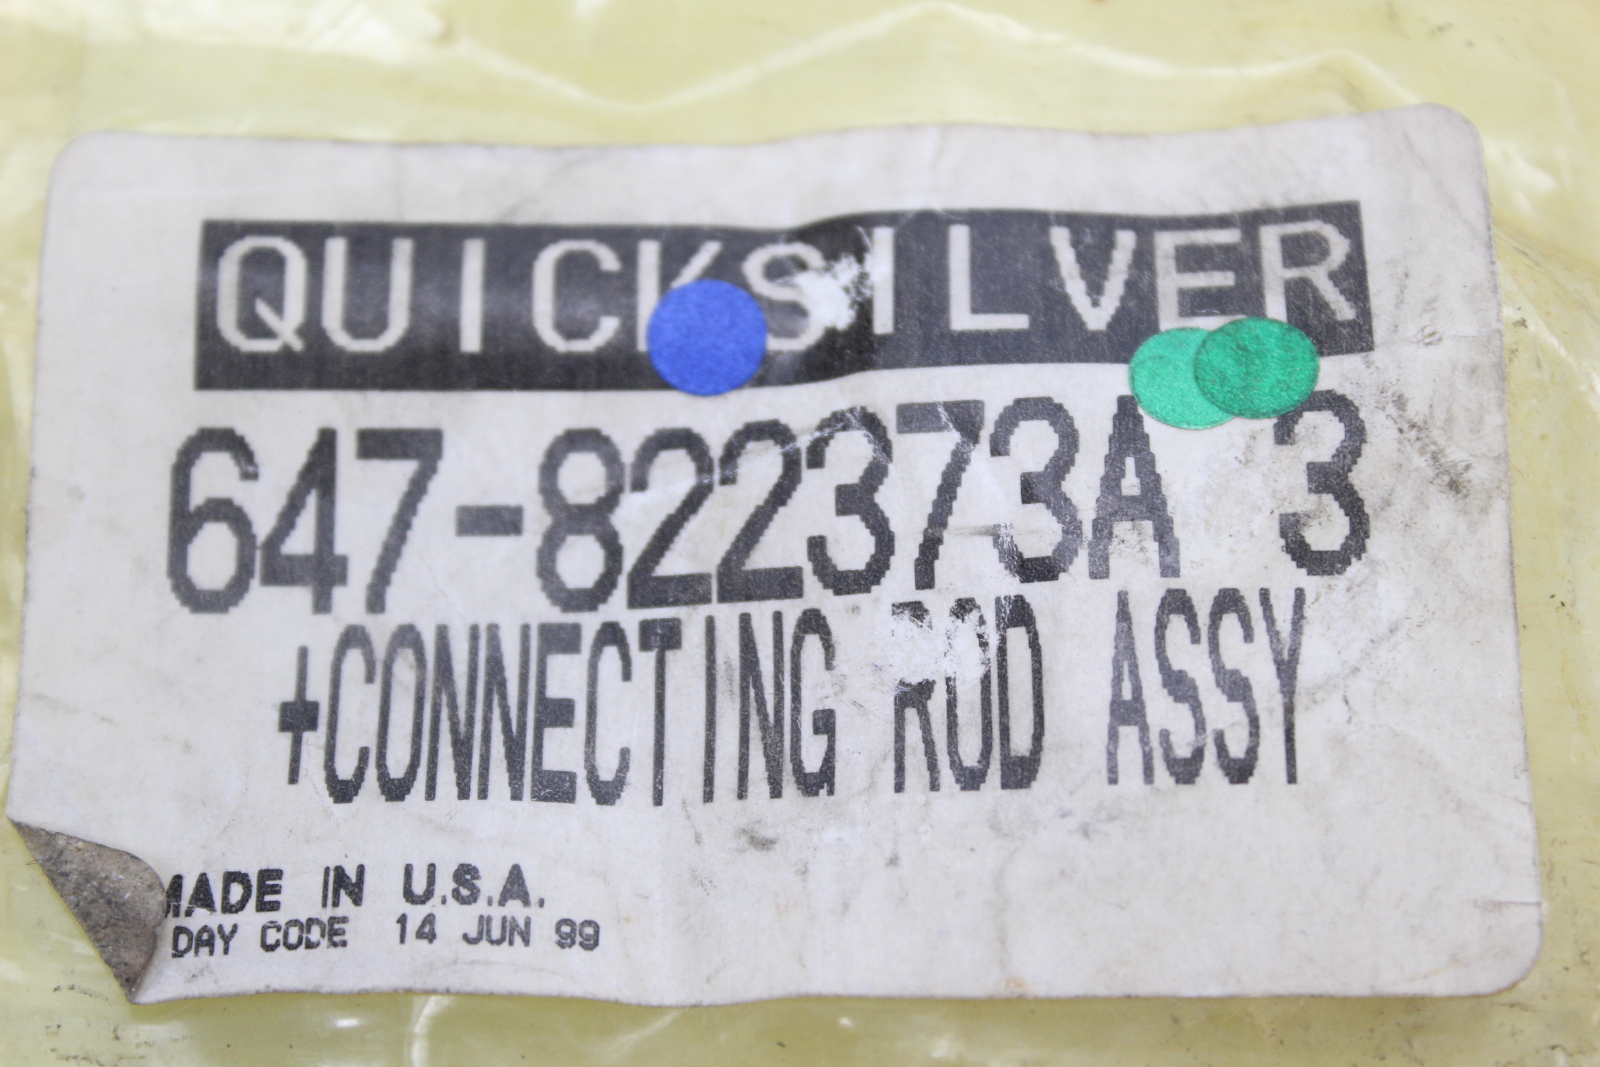 QUICKSILVER
647-822373A 3
+CONNECTING ROD ASSY
MADE IN U.S.A.
DAY CODE 14 JUN 99